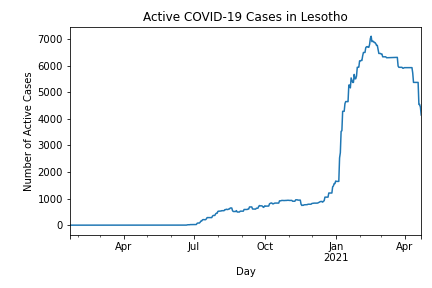 Active COVID-19 Cases in Lesotho
Number of Active Cases
7000
6000
5000
4000
3000
2000
1000
0
Apr
Jul
Oct
Jan
2021
Apr
Day